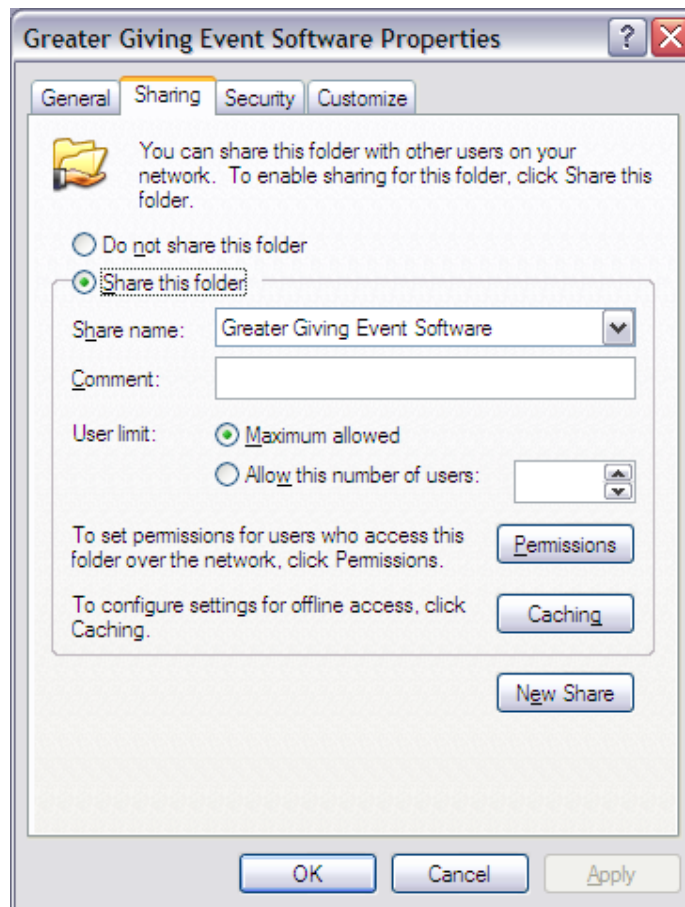 Greater Giving Event Software Properties
General Sharing Security Customize
You can share this folder with other users on your
network. To enable sharing for this folder, click Share this
folder.
Do not share this folder
Share this folder
Share name: Greater Giving Event Software
Comment:
User limit: Maximum allowed
Allow this number of users:
To set permissions for users who access this
folder over the network, click Permissions.
Permissions
To configure settings for offline access, click
Caching.
Caching
New Share
OK Cancel Apply